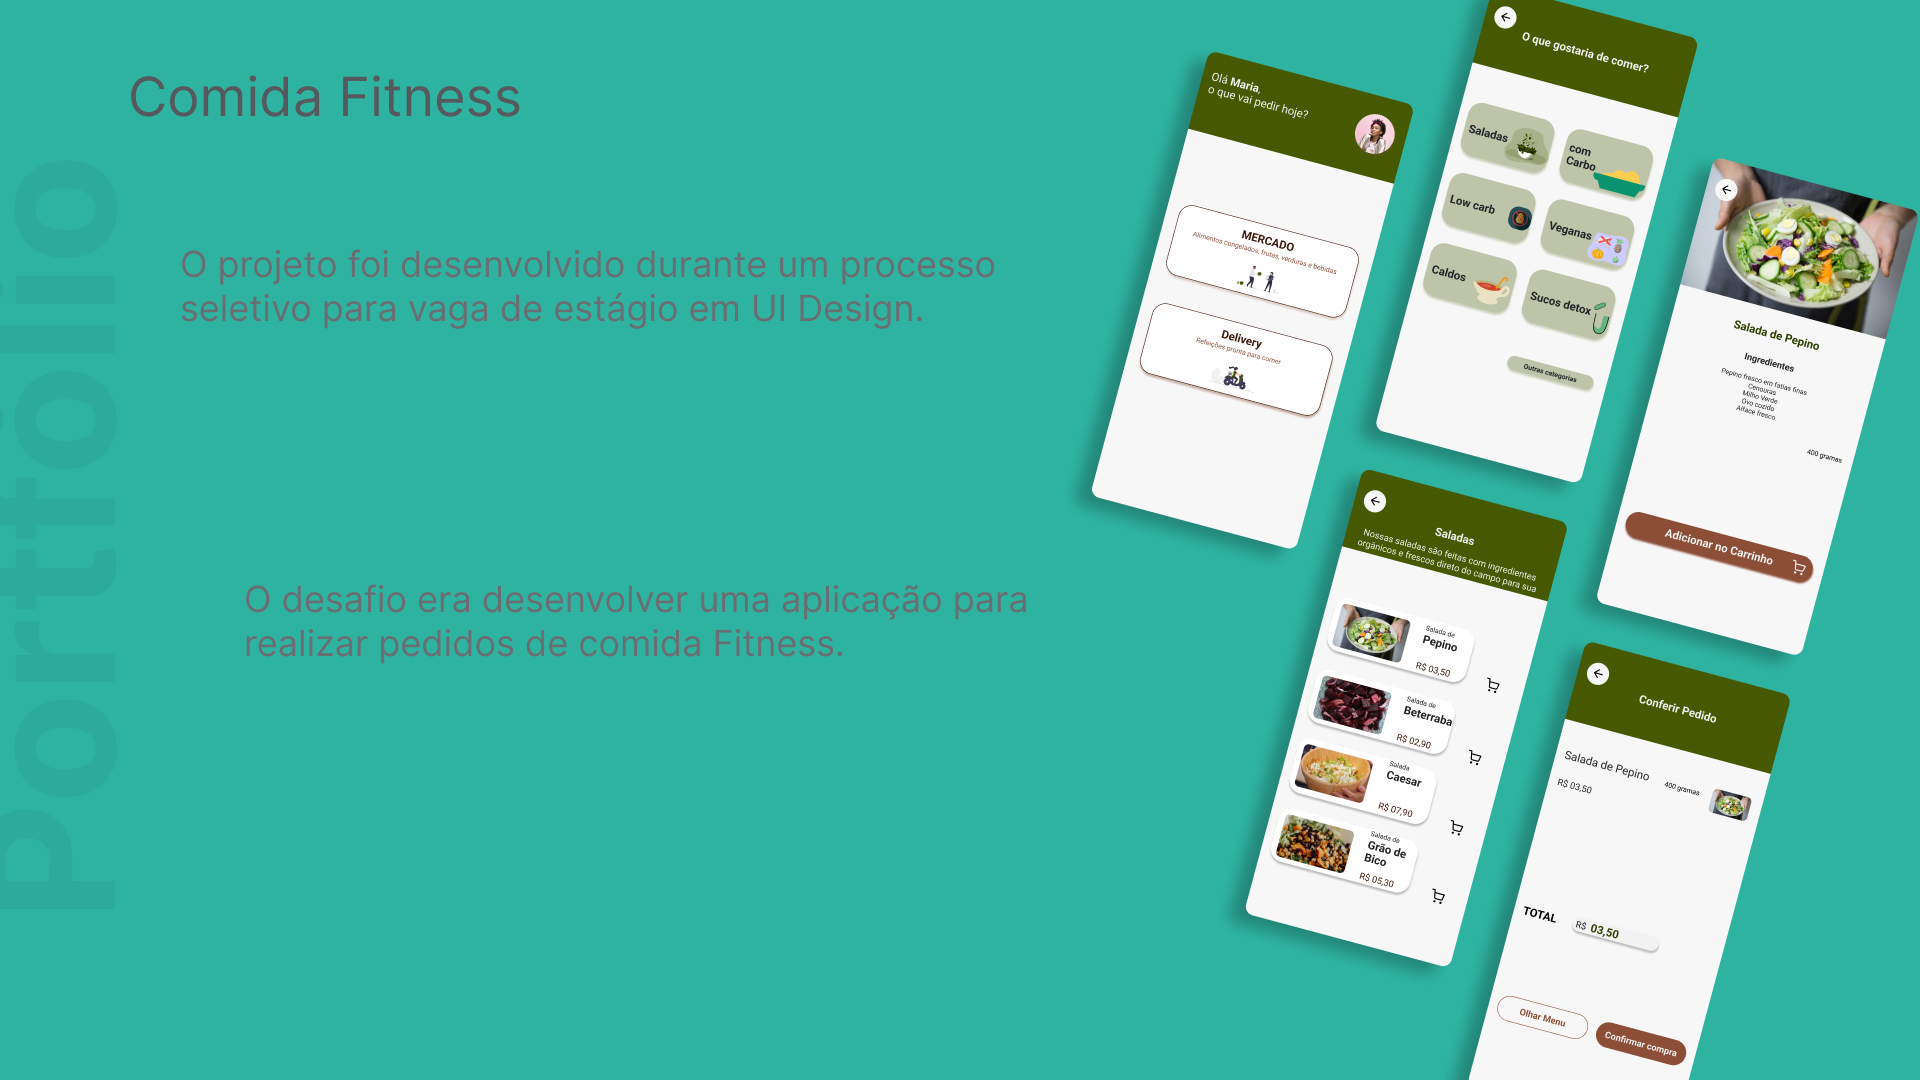 Portfólio
Comida Fitness
O projeto foi desenvolvido durante um processo
seletivo para vaga de estágio em UI Design.
O desafio era desenvolver uma aplicação para
realizar pedidos de comida Fitness.
Olá Maria,
o que vai pedir hoje?
MERCADO
Alimentos congelados, frutas, verduras e bebidas
Delivery
Refeições pronta para comer
O que gostaria de comer?
Saladas
com
Carbo
Low carb
Veganas
Caldos
Sucos detox
Outras categorias
Salada de Pepino
Ingredientes
Pepino fresco em fatias finas
Cenouras
Milho Verde
Ovo cozido
Alface fresco
400 gramas
Adicionar no Carrinho
Saladas
Nossas saladas são feitas com ingredientes
orgânicos e frescos direto do campo para sua
Salada de
Pepino
R$ 03,50
Salada de
Beterraba
R$ 02,90
Salada
Caesar
R$ 07,90
Salada de
Grão de
Bico
R$ 05,30
Conferir Pedido
Salada de Pepino
400 gramas
R$ 03,50
TOTAL
R$ 03,50
Olhar Menu
Confirmar compra